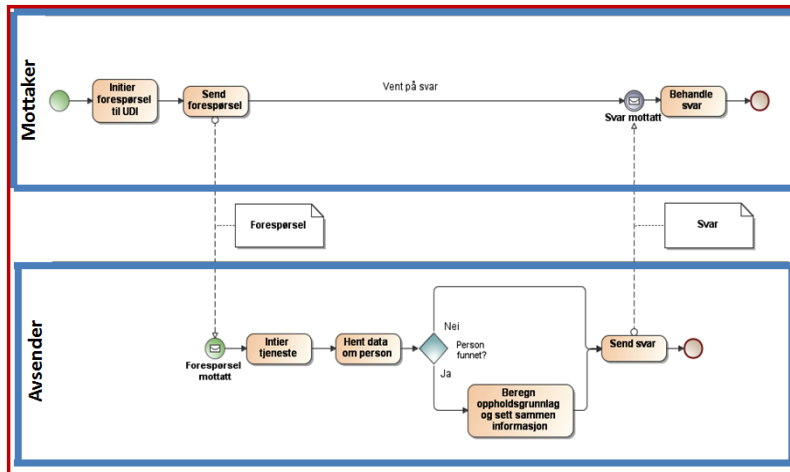 Mottaker
Initier
forespørsel
til UDI
Send
forespørsel
Vent på svar
Svar mottatt
Behandle
svar
Forespørsel
Svar
Avsender
Forespørsel
mottatt
Intier
tjeneste
Hent data
om person
Nei
Person
funnet?
Ja
Beregn
oppholdsgrunnlag
og sett sammen
informasjon
Send svar